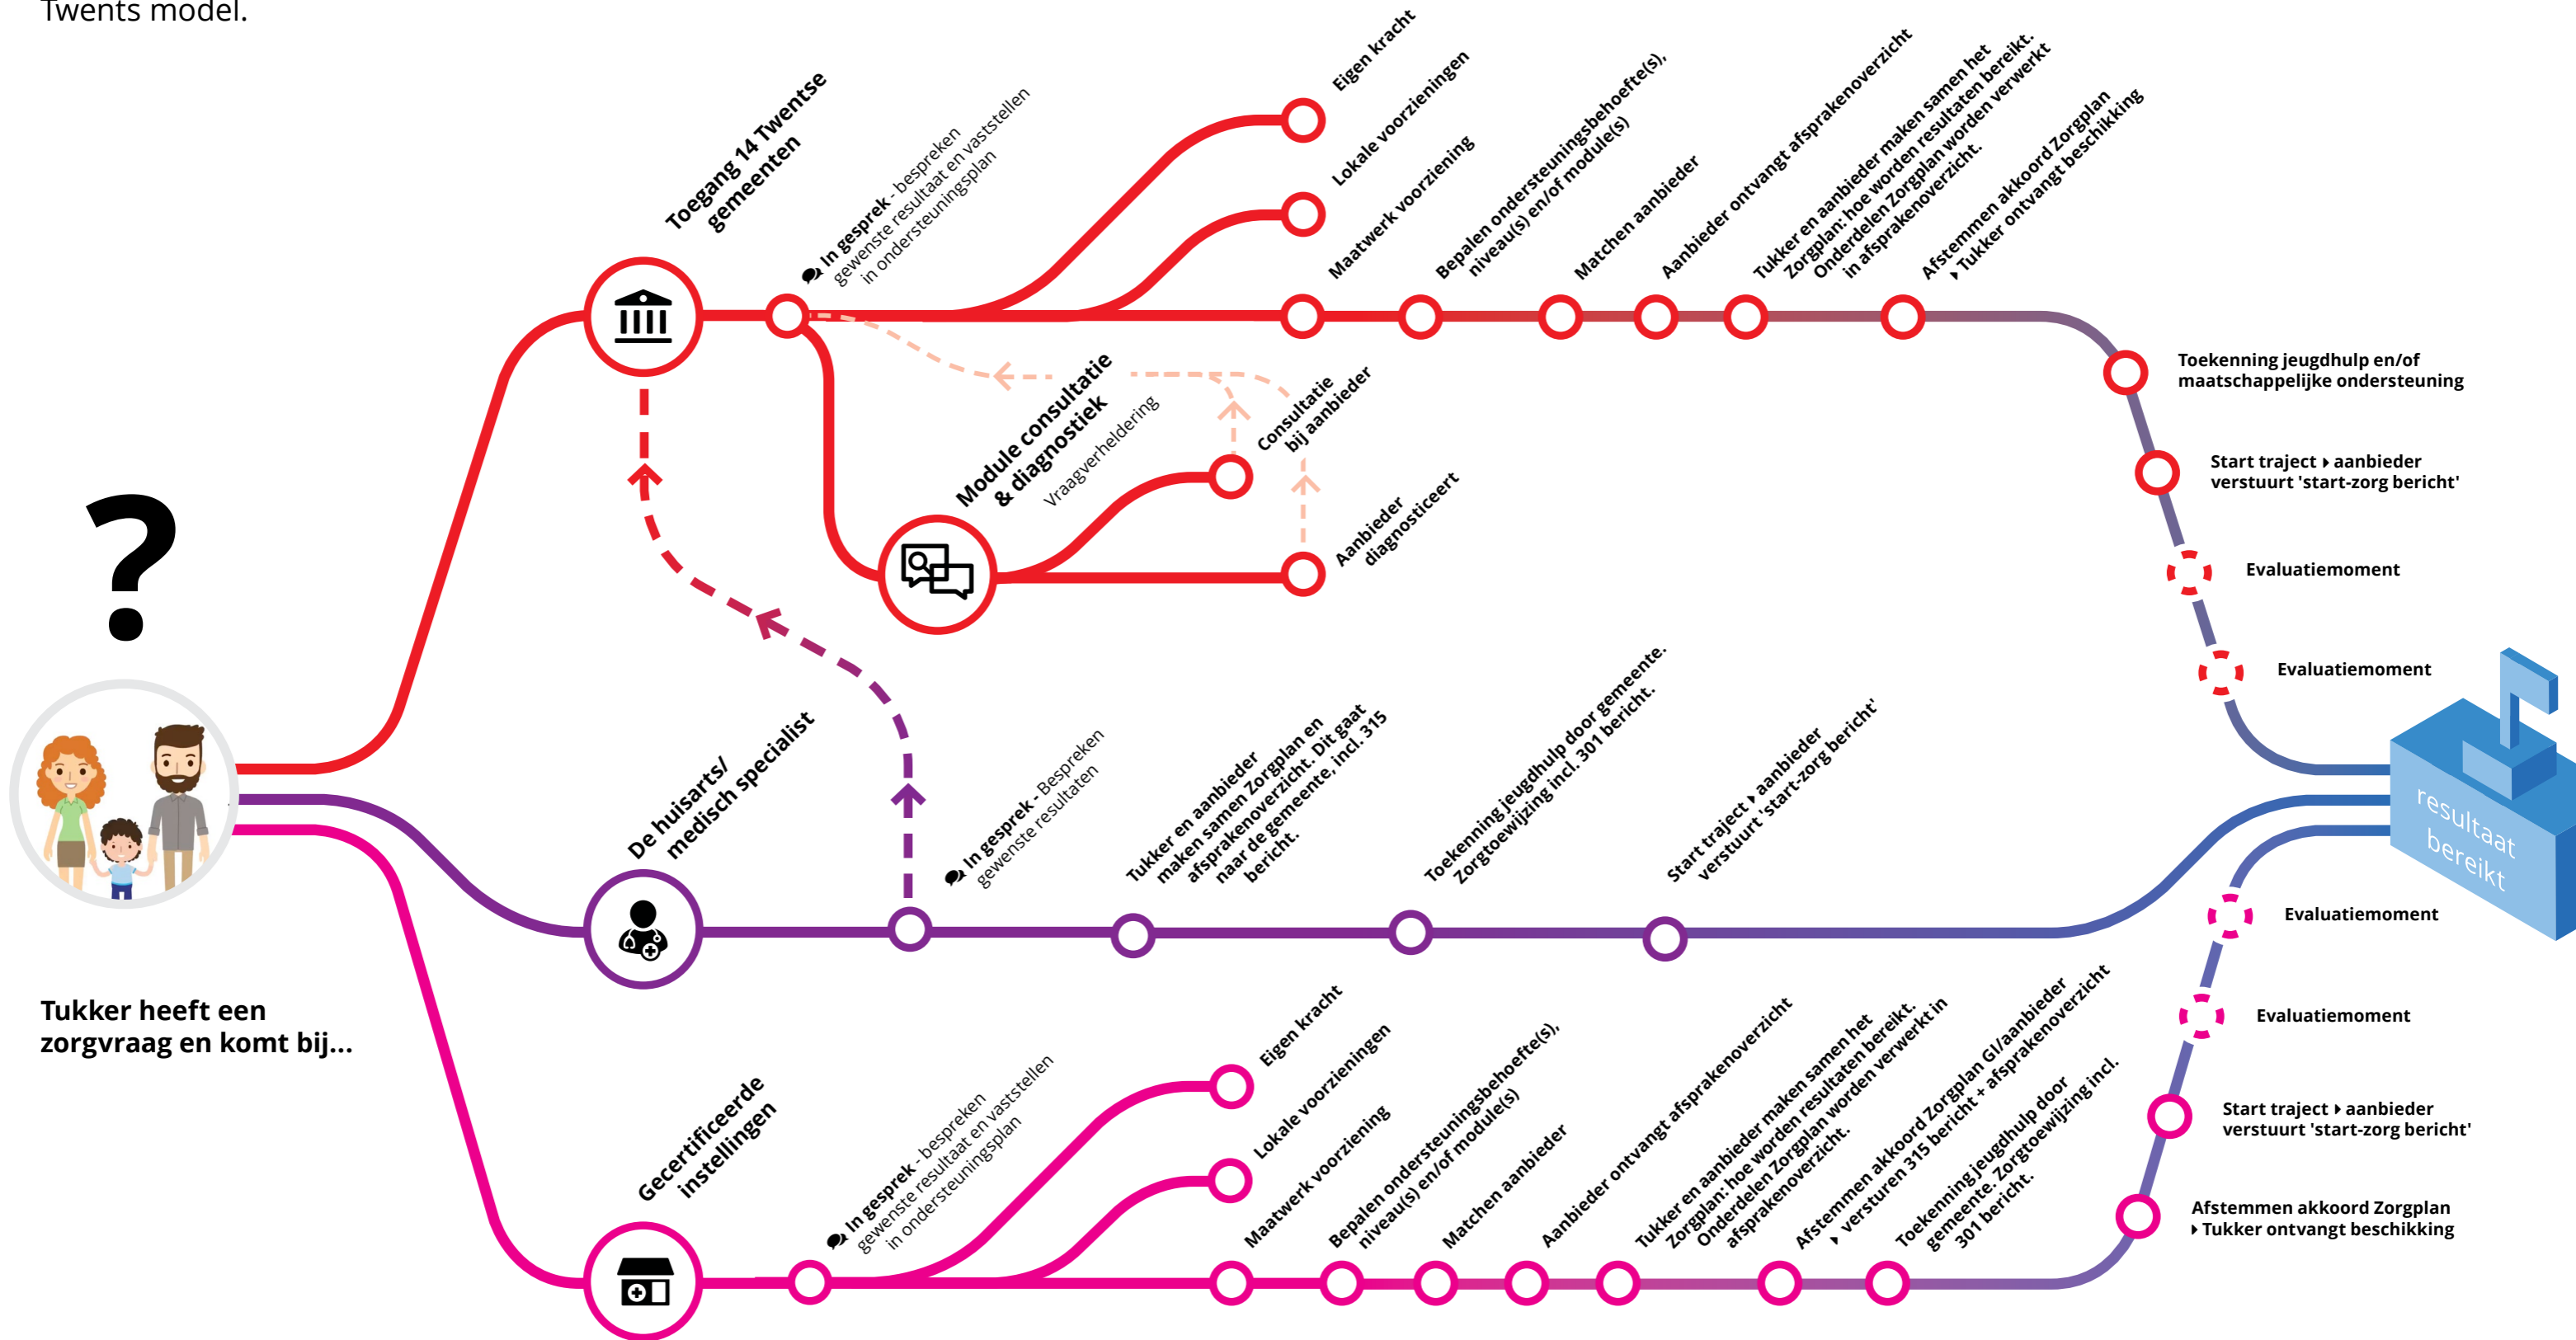 Twents model.
?
Tukker heeft een
zorgvraag en komt bij...
Toegang 14 Twentse
gemeenten
In gesprek - bespreken
gewenste resultaat en vaststellen
in ondersteuningsplan
Eigen kracht
Lokale voorzieningen
Maatwerk voorziening
Bepalen ondersteuningsbehoefte(s),
niveau(s) en/of module(s)
Matchen aanbieder
Aanbieder ontvangt afsprakenoverzicht
Tukker en aanbieder maken samen het
Zorgplan: hoe worden resultaten bereikt.
Onderdelen Zorgplan worden verwerkt
in afsprakenoverzicht.
Afstemmen akkoord Zorgplan
Tukker ontvangt beschikking
Toekenning jeugdhulp en/of
maatschappelijke ondersteuning
Start traject aanbieder
verstuurt 'start-zorg bericht'
Evaluatiemoment
Evaluatiemoment
Module consultatie
& diagnostiek
Vraagverheldering
Consultatie
bij aanbieder
Aanbieder
diagnosticeert
De huisarts/
medisch specialist
In gesprek - Bespreken
gewenste resultaten
Tukker en aanbieder
maken samen Zorgplan en
afsprakenoverzicht. Dit gaat
naar de gemeente, incl. 315
bericht.
Toekenning jeugdhulp door gemeente.
Zorgtoewijzing incl. 301 bericht.
Start traject aanbieder
verstuurt 'start-zorg bericht'
resultaat
bereikt
Gecertificeerde
instellingen
In gesprek - bespreken
gewenste resultaat en vaststellen
in ondersteuningsplan
Eigen kracht
Lokale voorzieningen
Maatwerk voorziening
Bepalen ondersteuningsbehoefte(s),
niveau(s) en/of module(s)
Matchen aanbieder
Aanbieder ontvangt afsprakenoverzicht
Tukker en aanbieder maken samen het
Zorgplan: hoe worden resultaten bereikt.
Onderdelen Zorgplan worden verwerkt in
afsprakenoverzicht.
Afstemmen akkoord Zorgplan GI/aanbieder
versturen 315 bericht + afsprakenoverzicht
Toekenning jeugdhulp door
gemeente. Zorgtoewijzing incl.
301 bericht.
Evaluatiemoment
Evaluatiemoment
Start traject aanbieder
verstuurt 'start-zorg bericht'
Afstemmen akkoord Zorgplan
Tukker ontvangt beschikking